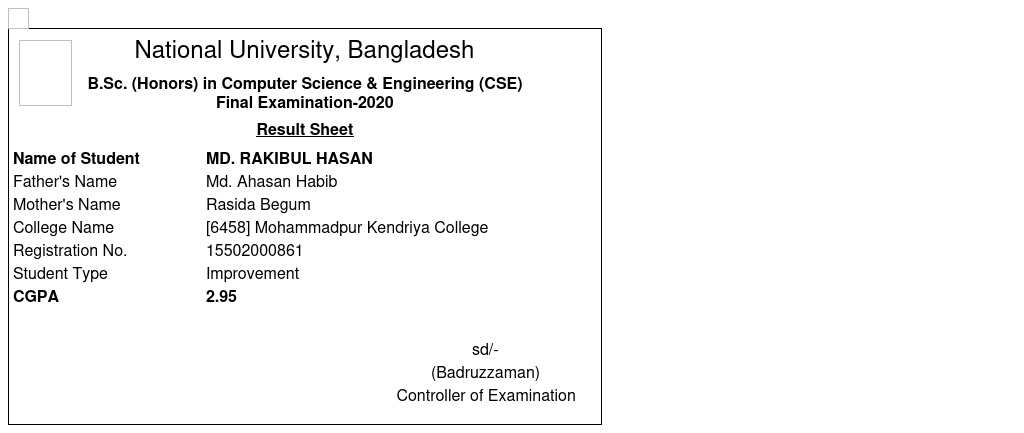 National University, Bangladesh
B.Sc. (Honors) in Computer Science & Engineering (CSE)
Final Examination-2020
Result Sheet
Name of Student MD. RAKIBUL HASAN
Father's Name Md. Ahasan Habib
Mother's Name Rasida Begum
College Name [6458] Mohammadpur Kendriya College
Registration No. 15502000861
Student Type Improvement
CGPA 2.95
sd/-
(Badruzzaman)
Controller of Examination